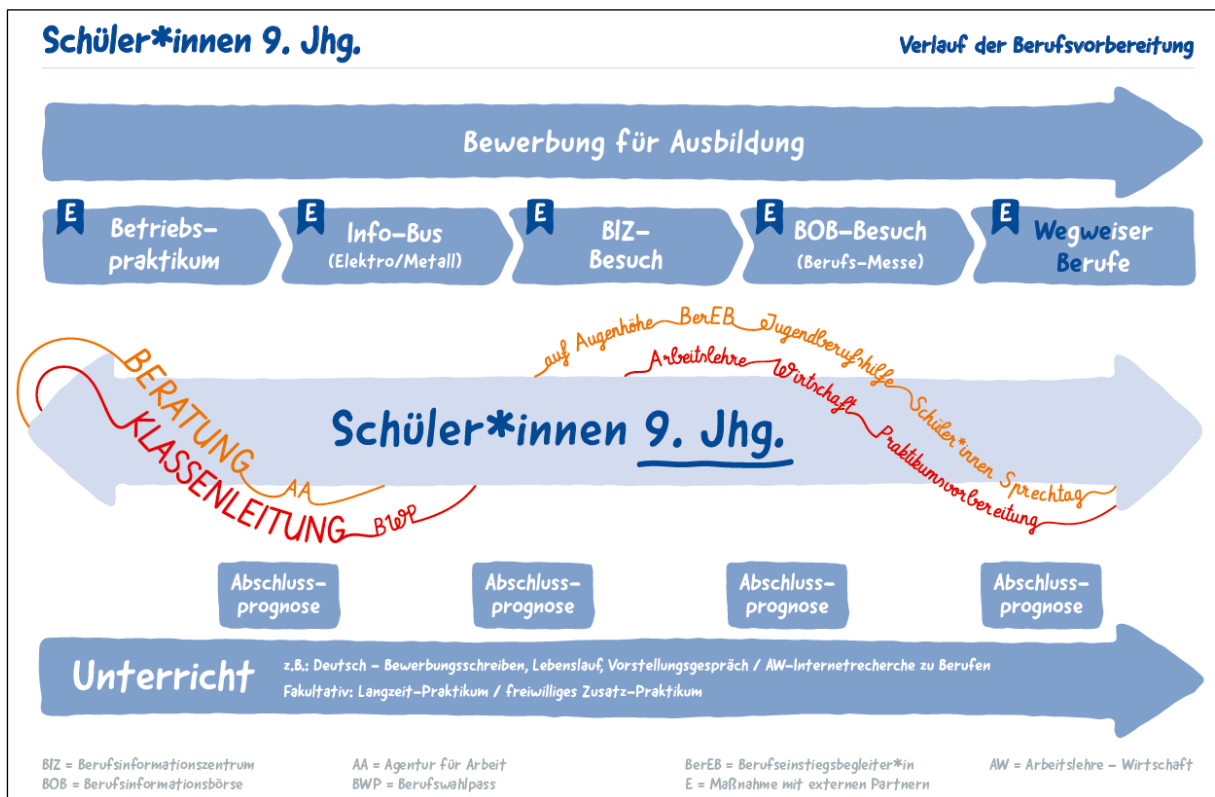 Schüler*innen 9. Jhg.
Verlauf der Berufsvorbereitung
Bewerbung für Ausbildung
E
Betriebs-
praktikum
E
Info-Bus
(Elektro/Metall)
E
BIZ-
Besuch
E
BOB-Besuch
(Berufs-Messe)
E
Wegweiser
Berufe
auf Augenhöhe BerEB Jugendberufshilfe Schüler*innen Sprechtag
Arbeitslehre Wirtschaft Praktikumsvorbereitung
BERATUNG AA
KLASSENLEITUNG BWP
Schüler*innen 9. Jhg.
Abschluss-
prognose
Abschluss-
prognose
Abschluss-
prognose
Abschluss-
prognose
Unterricht
z.B.: Deutsch - Bewerbungsschreiben, Lebenslauf, Vorstellungsgespräch / AW-Internetrecherche zu Berufen
Fakultativ: Langzeit-Praktikum / freiwilliges Zusatz-Praktikum
BIZ = Berufsinformationszentrum
BOB = Berufsinformationsbörse
AA = Agentur für Arbeit
BWP = Berufswahlpass
BerEB = Berufseinstiegsbegleiter*in
E = Maßnahme mit externen Partnern
AW = Arbeitslehre - Wirtschaft